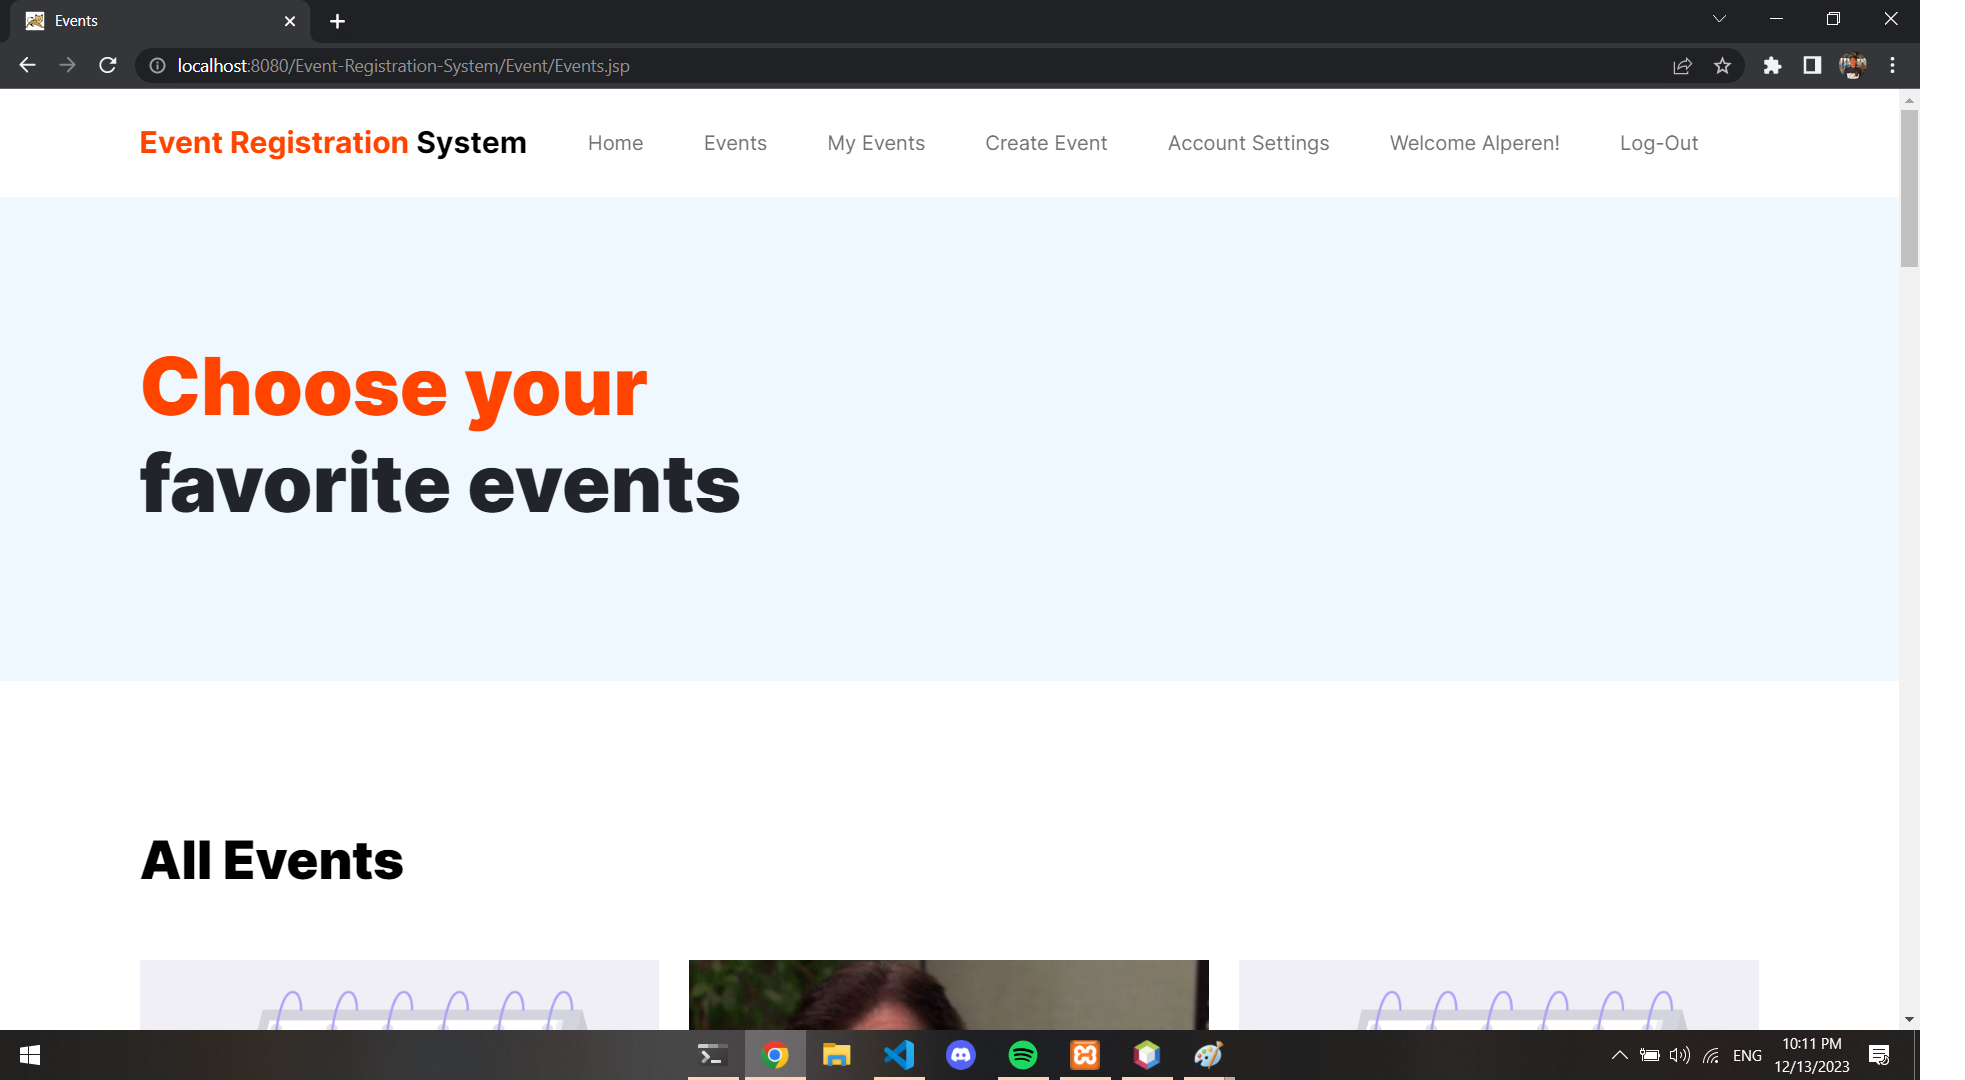 Events
localhost:8080/Event-Registration-System/Event/Events.jsp
Event Registration System Home Events My Events Create Event Account Settings Welcome Alperen! Log-Out
Choose your
favorite events
All Events
ENG
10:11 PM
12/13/2023